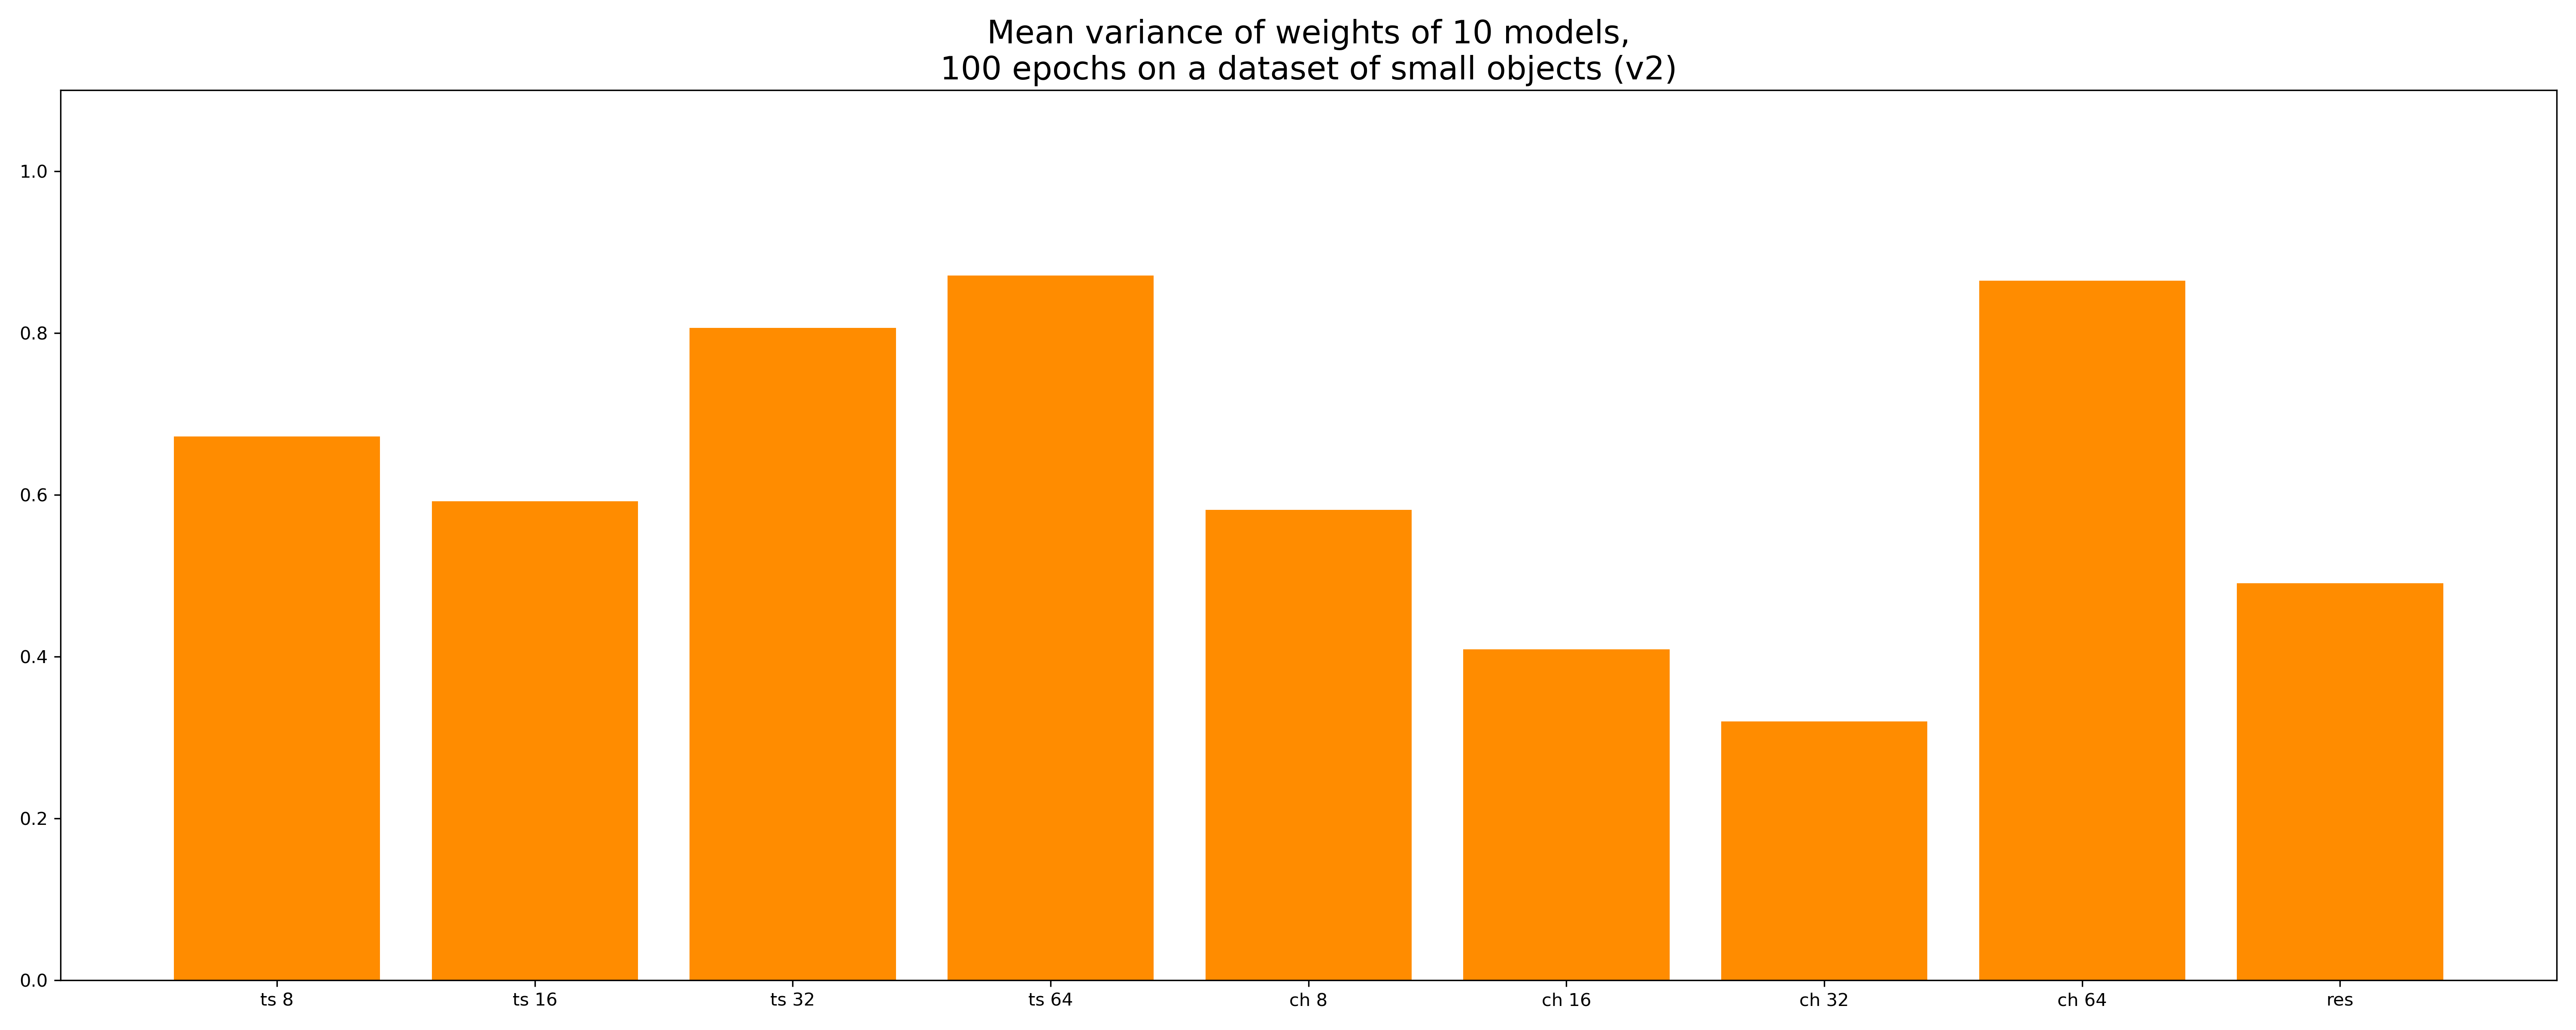 Mean variance of weights of 10 models,
100 epochs on a dataset of small objects (v2)
1.0
0.8
0.6
0.4
0.2
0.0
ts 8
ts 16
ts 32
ts 64
ch 8
ch 16
ch 32
ch 64
res